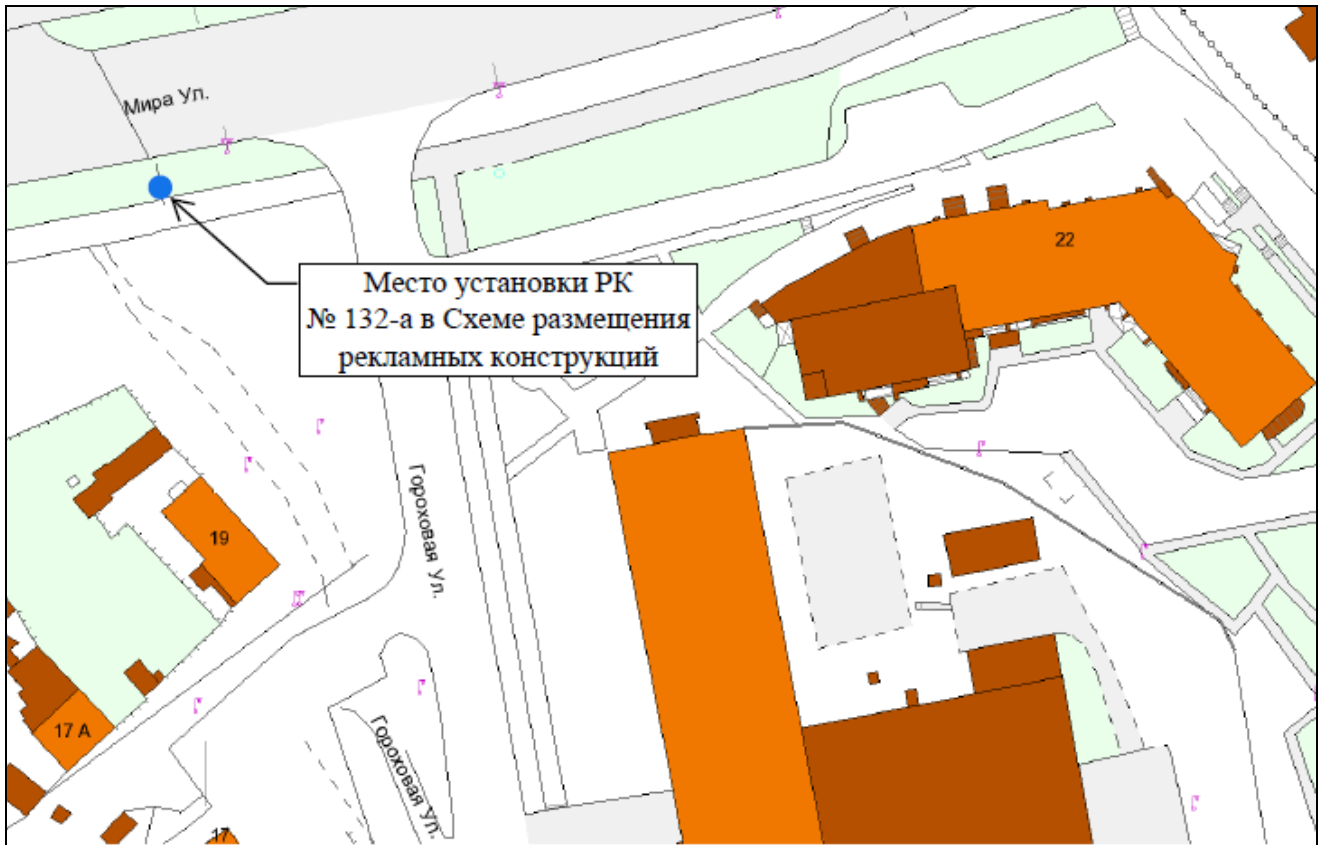 Мира Ул.
22
Место установки РК
№ 132-а в Схеме размещения
рекламных конструкций
Гороховая Ул.
19
17 А
Гороховая Ул.
17